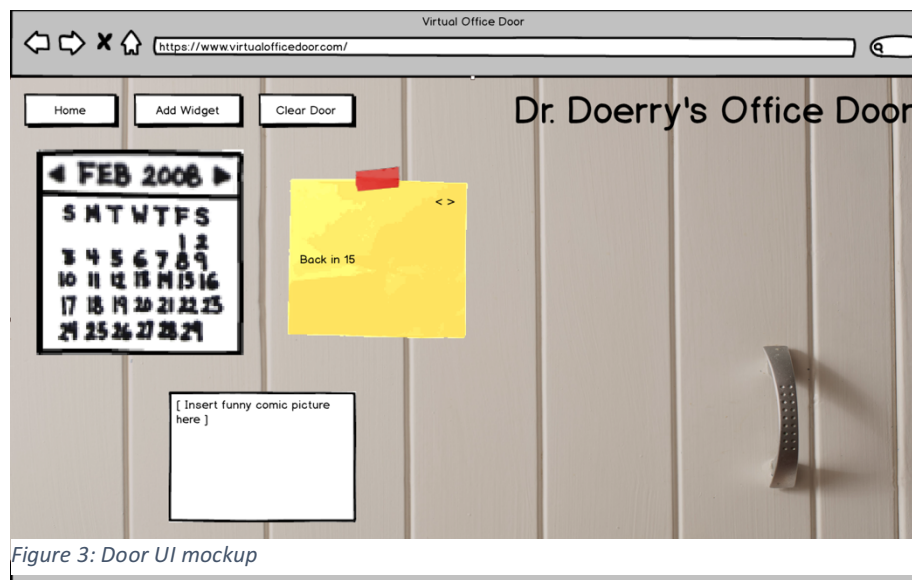 Virtual Office Door
https://www.virtualofficedoor.com/
Home
Add Widget
Clear Door
Dr. Doerry's Office Door
FEB 2008
S M T W T F S
1 2
3 4 5 6 7 8 9
10 11 12 13 14 15 16
17 18 19 20 21 22 23
24 25 26 27 28 29
< >
Back in 15
[ Insert funny comic picture
here ]
Figure 3: Door UI mockup